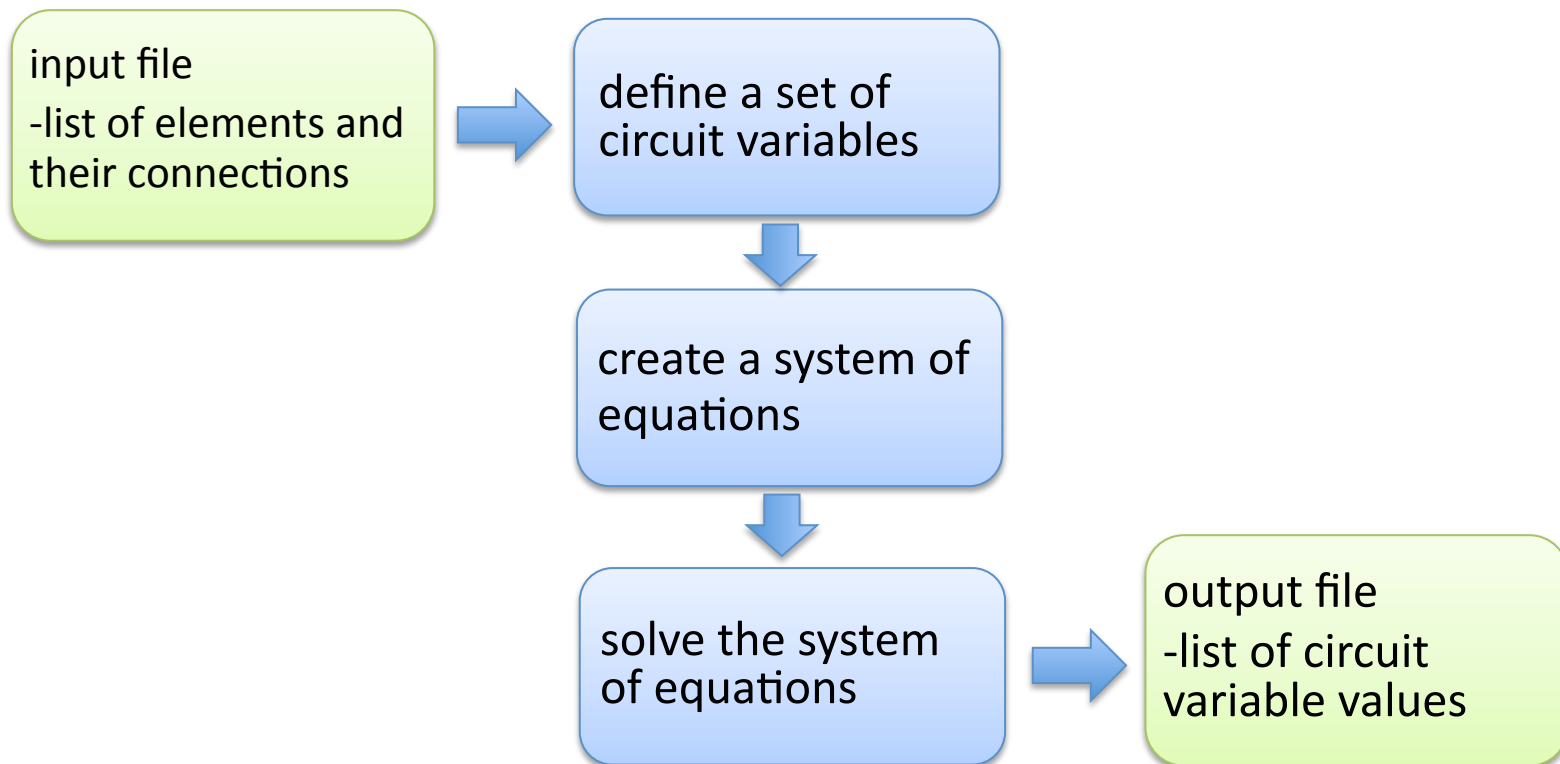 input file
-list of elements and
their connections
define a set of
circuit variables
create a system of
equations
solve the system
of equations
output file
-list of circuit
variable values